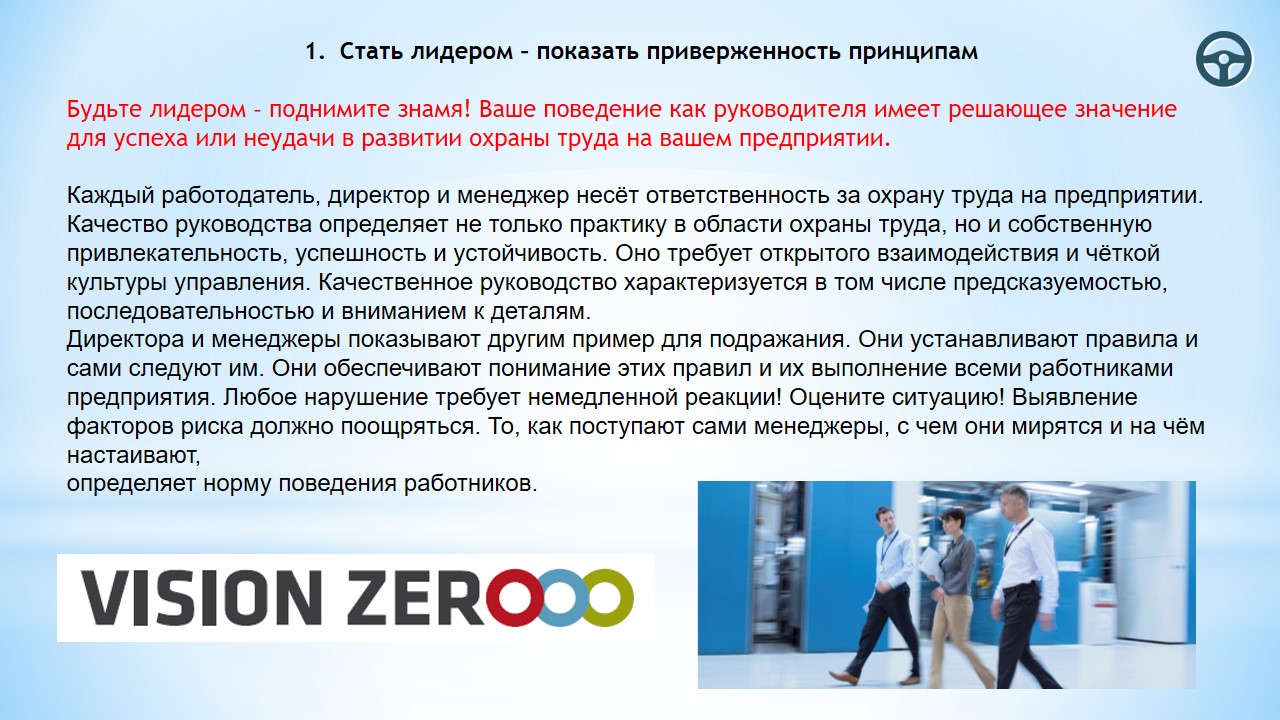 1. Стать лидером – показать приверженность принципам
Будьте лидером – поднимите знамя! Ваше поведение как руководителя имеет решающее значение
для успеха или неудачи в развитии охраны труда на вашем предприятии.
Каждый работодатель, директор и менеджер несёт ответственность за охрану труда на предприятии.
Качество руководства определяет не только практику в области охраны труда, но и собственную
привлекательность, успешность и устойчивость. Оно требует открытого взаимодействия и чёткой
культуры управления. Качественное руководство характеризуется в том числе предсказуемостью,
последовательностью и вниманием к деталям.
Директора и менеджеры показывают другим пример для подражания. Они устанавливают правила и
сами следуют им. Они обеспечивают понимание этих правил и их выполнение всеми работниками
предприятия. Любое нарушение требует немедленной реакции! Оцените ситуацию! Выявление
факторов риска должно поощряться. То, как поступают сами менеджеры, с чем они мирятся и на чём
настаивают,
определяет норму поведения работников.
VISION ZEROOO